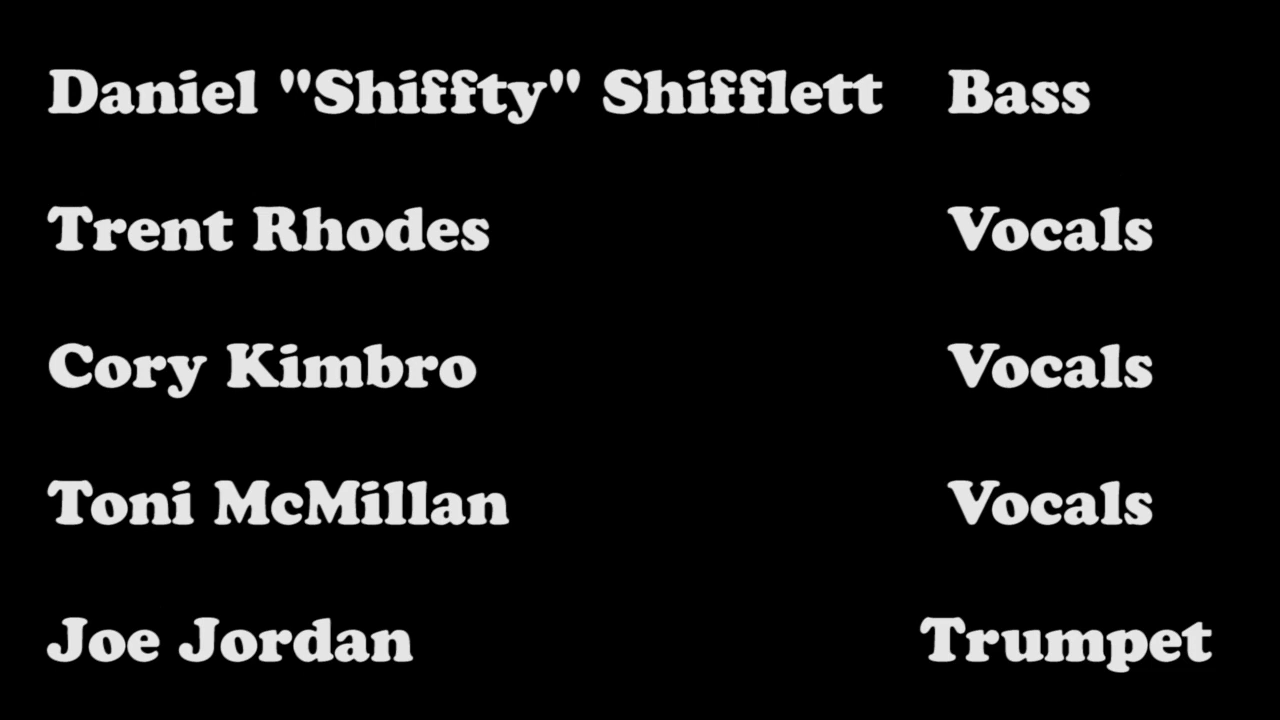 Daniel "Shiffty" Shifflett Bass
Trent Rhodes Vocals
Cory Kimbro Vocals
Toni McMillan Vocals
Joe Jordan Trumpet